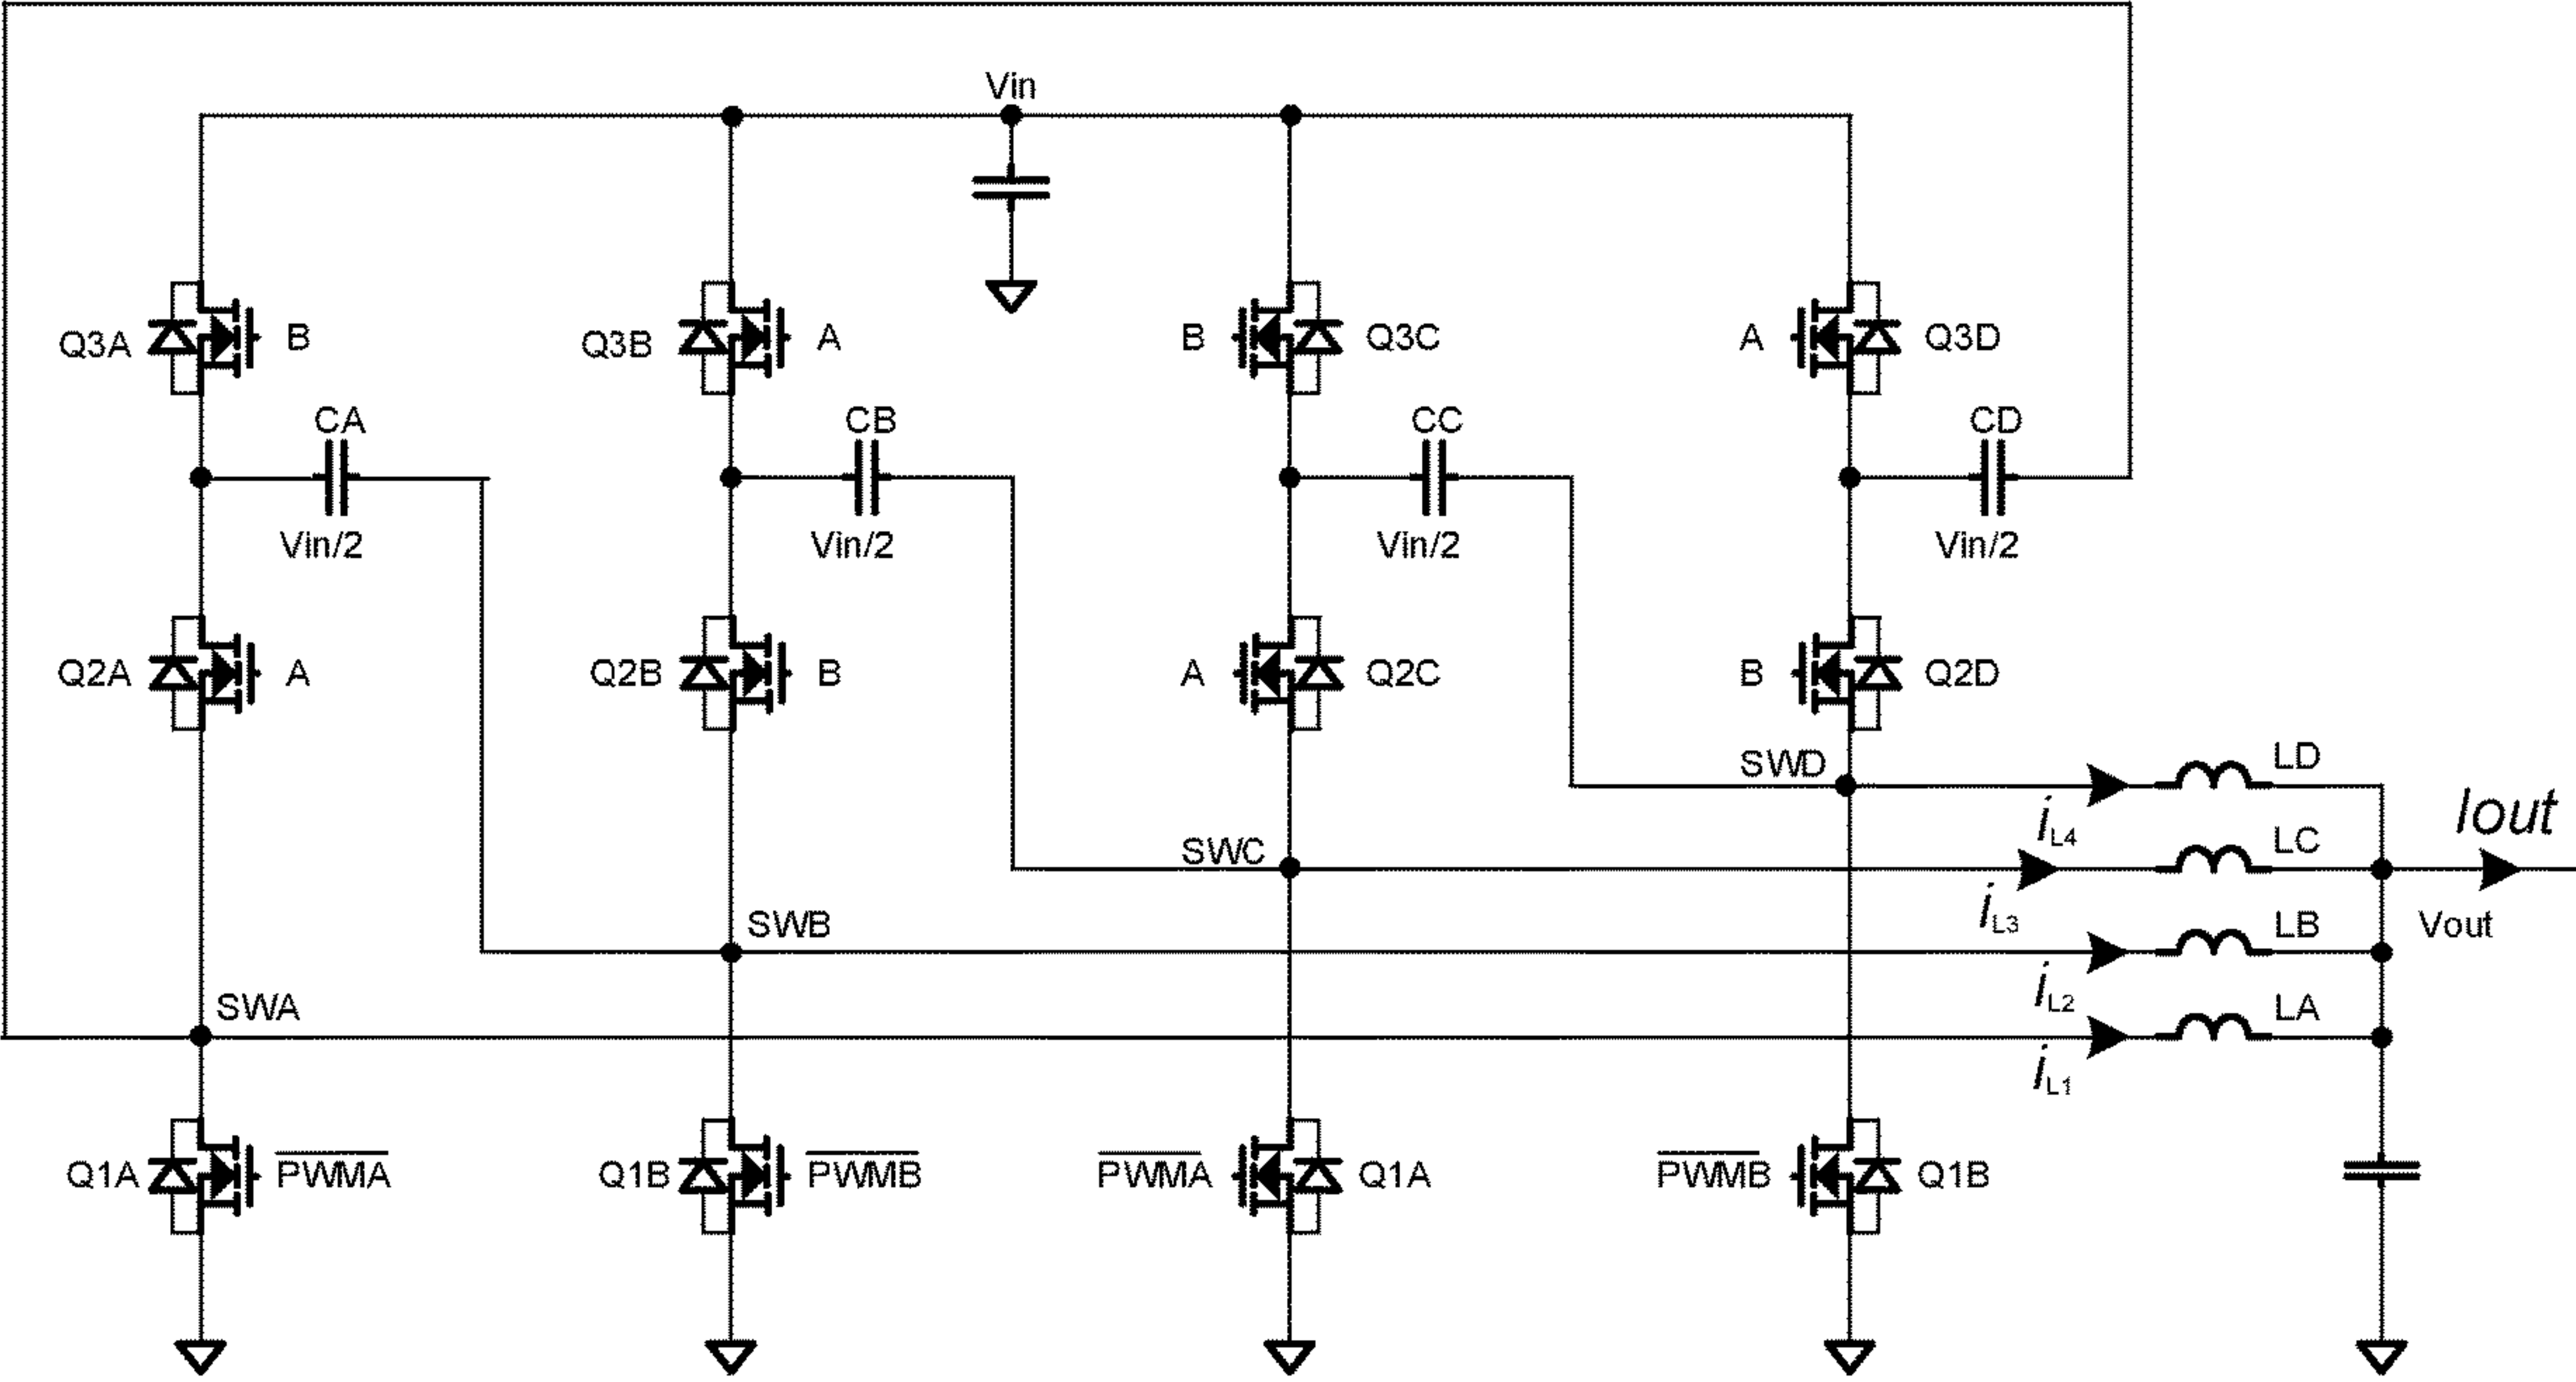 Vin
Q3A
B
Q3B
A
B
Q3C
A
Q3D
CA
CB
CC
CD
Vin/2
Vin/2
Vin/2
Vin/2
Q2A
A
Q2B
B
A
Q2C
B
Q2D
SWD
LD
iL4
Iout
SWC
LC
iL3
SWB
LB
Vout
iL2
SWA
LA
iL1
Q1A
PWMA
Q1B
PWMB
PWMA
Q1A
PWMB
Q1B